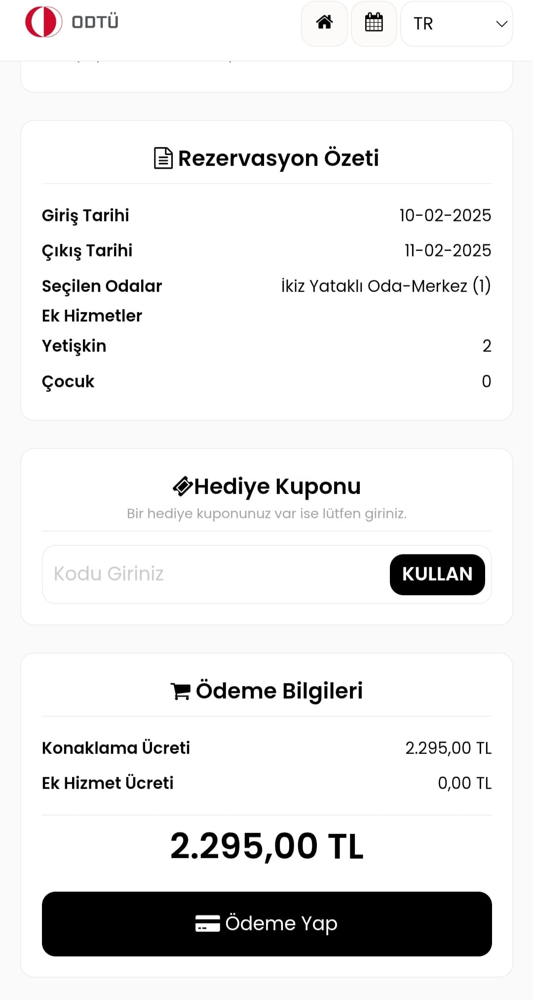 ODTÜ
TR
Rezervasyon Özeti
Giriş Tarihi 10-02-2025
Çıkış Tarihi 11-02-2025
Seçilen Odalar İkiz Yataklı Oda-Merkez (1)
Ek Hizmetler
Yetişkin 2
Çocuk 0
Hediye Kuponu
Bir hediye kuponunuz var ise lütfen giriniz.
Kodu Giriniz KULLAN
Ödeme Bilgileri
Konaklama Ücreti 2.295,00 TL
Ek Hizmet Ücreti 0,00 TL
2.295,00 TL
Ödeme Yap